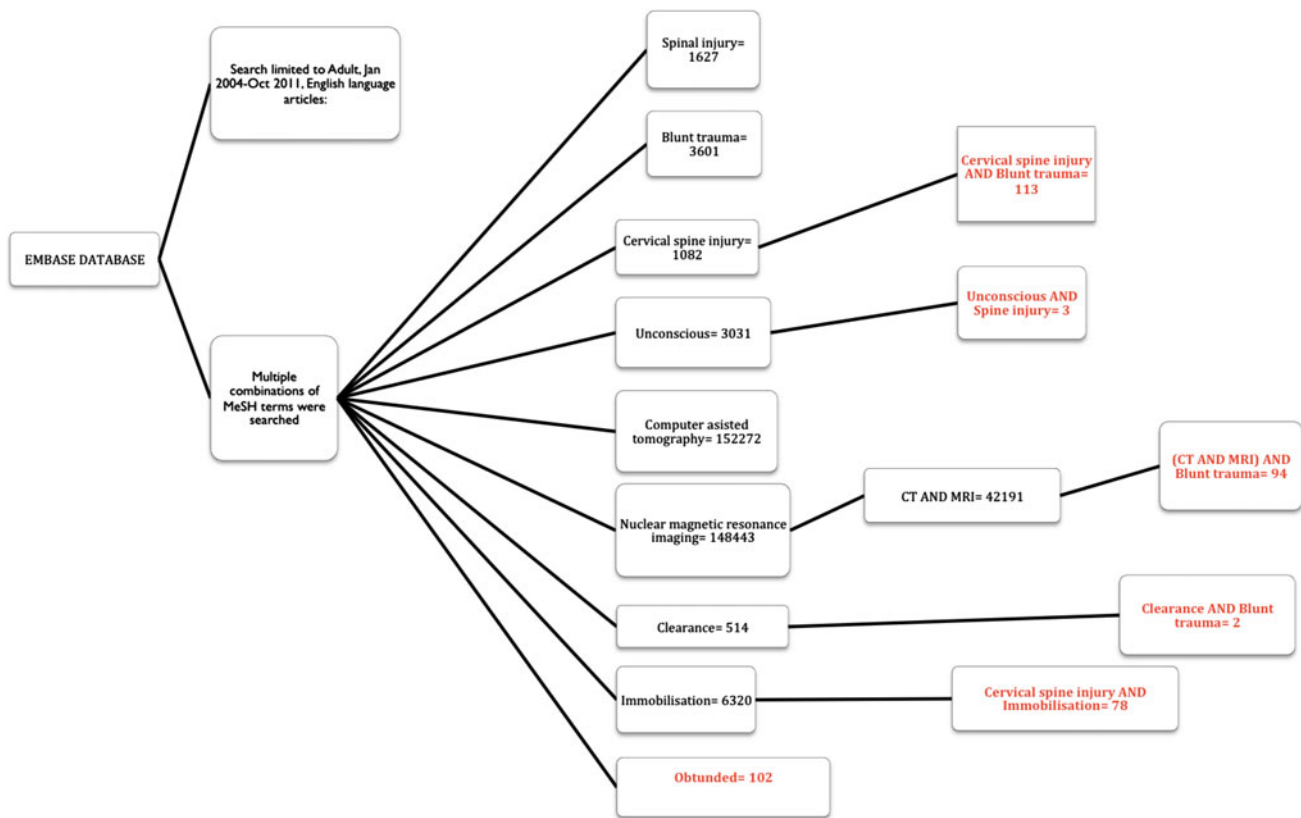 EMBASE DATABASE
Search limited to Adult, Jan
2004-Oct 2011, English language
articles:
Multiple
combinations of
MeSH terms were
searched
Spinal injury=
1627
Blunt trauma=
3601
Cervical spine injury=
1082
Cervical spine injury
AND Blunt trauma=
113
Unconscious= 3031
Unconscious AND
Spine injury= 3
Computer asisted
tomography= 152272
Nuclear magnetic resonance
imaging= 148443
CT AND MRI= 42191
(CT AND MRI) AND
Blunt trauma= 94
Clearance= 514
Clearance AND Blunt
trauma= 2
Immobilisation= 6320
Cervical spine injury AND
Immobilisation= 78
Obtunded= 102